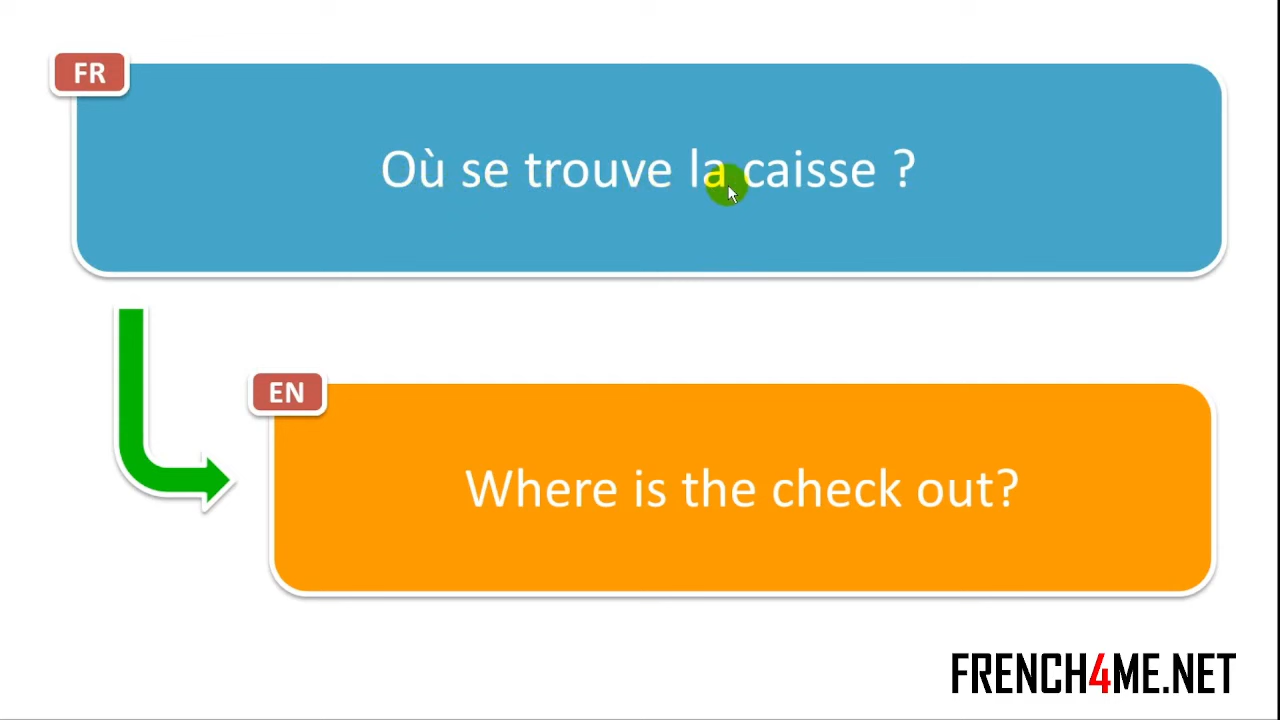 FR
Où se trouve la caisse ?
EN
Where is the check out?
FRENCH4ME.NET